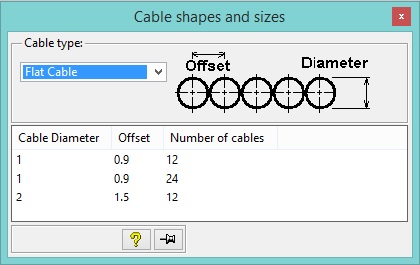 Cable shapes and sizes
x
Cable type:
Flat Cable
Offset
Diameter
Cable Diameter Offset Number of cables
1 0.9 12
1 0.9 24
2 1.5 12
?